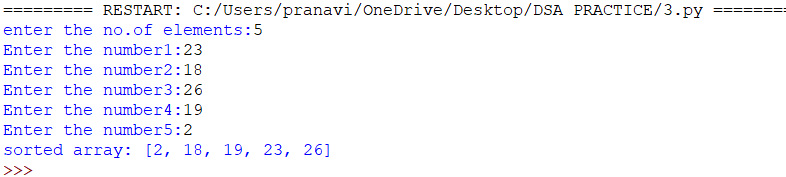 ========= RESTART: C:/Users/pranavi/OneDrive/Desktop/DSA PRACTICE/3.py ========
enter the no.of elements:5
Enter the number1:23
Enter the number2:18
Enter the number3:26
Enter the number4:19
Enter the number5:2
sorted array: [2, 18, 19, 23, 26]
>>>